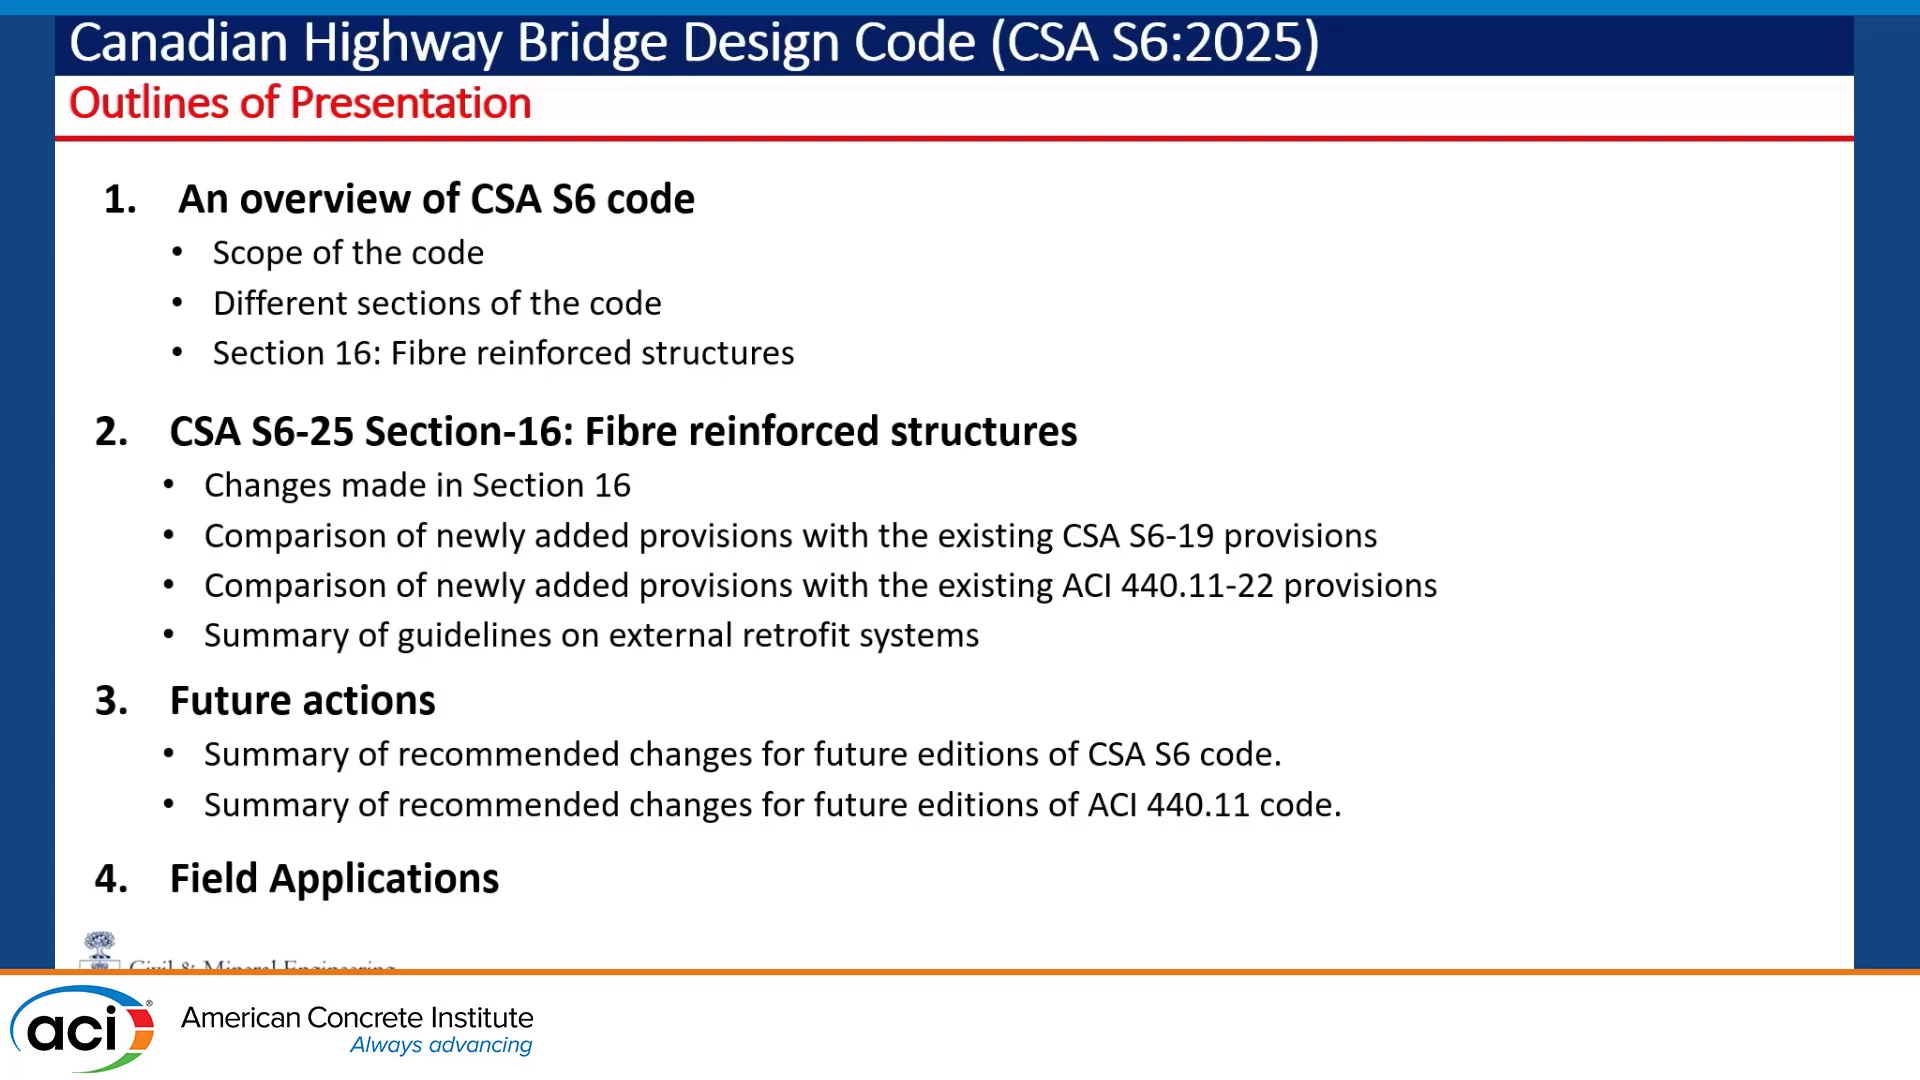 Canadian Highway Bridge Design Code (CSA S6:2025)
Outlines of Presentation
1. An overview of CSA S6 code
• Scope of the code
• Different sections of the code
• Section 16: Fibre reinforced structures
2. CSA S6-25 Section-16: Fibre reinforced structures
• Changes made in Section 16
• Comparison of newly added provisions with the existing CSA S6-19 provisions
• Comparison of newly added provisions with the existing ACI 440.11-22 provisions
• Summary of guidelines on external retrofit systems
3. Future actions
• Summary of recommended changes for future editions of CSA S6 code.
• Summary of recommended changes for future editions of ACI 440.11 code.
4. Field Applications
Civil & Mineral Engineering
aci®
American Concrete Institute
Always advancing